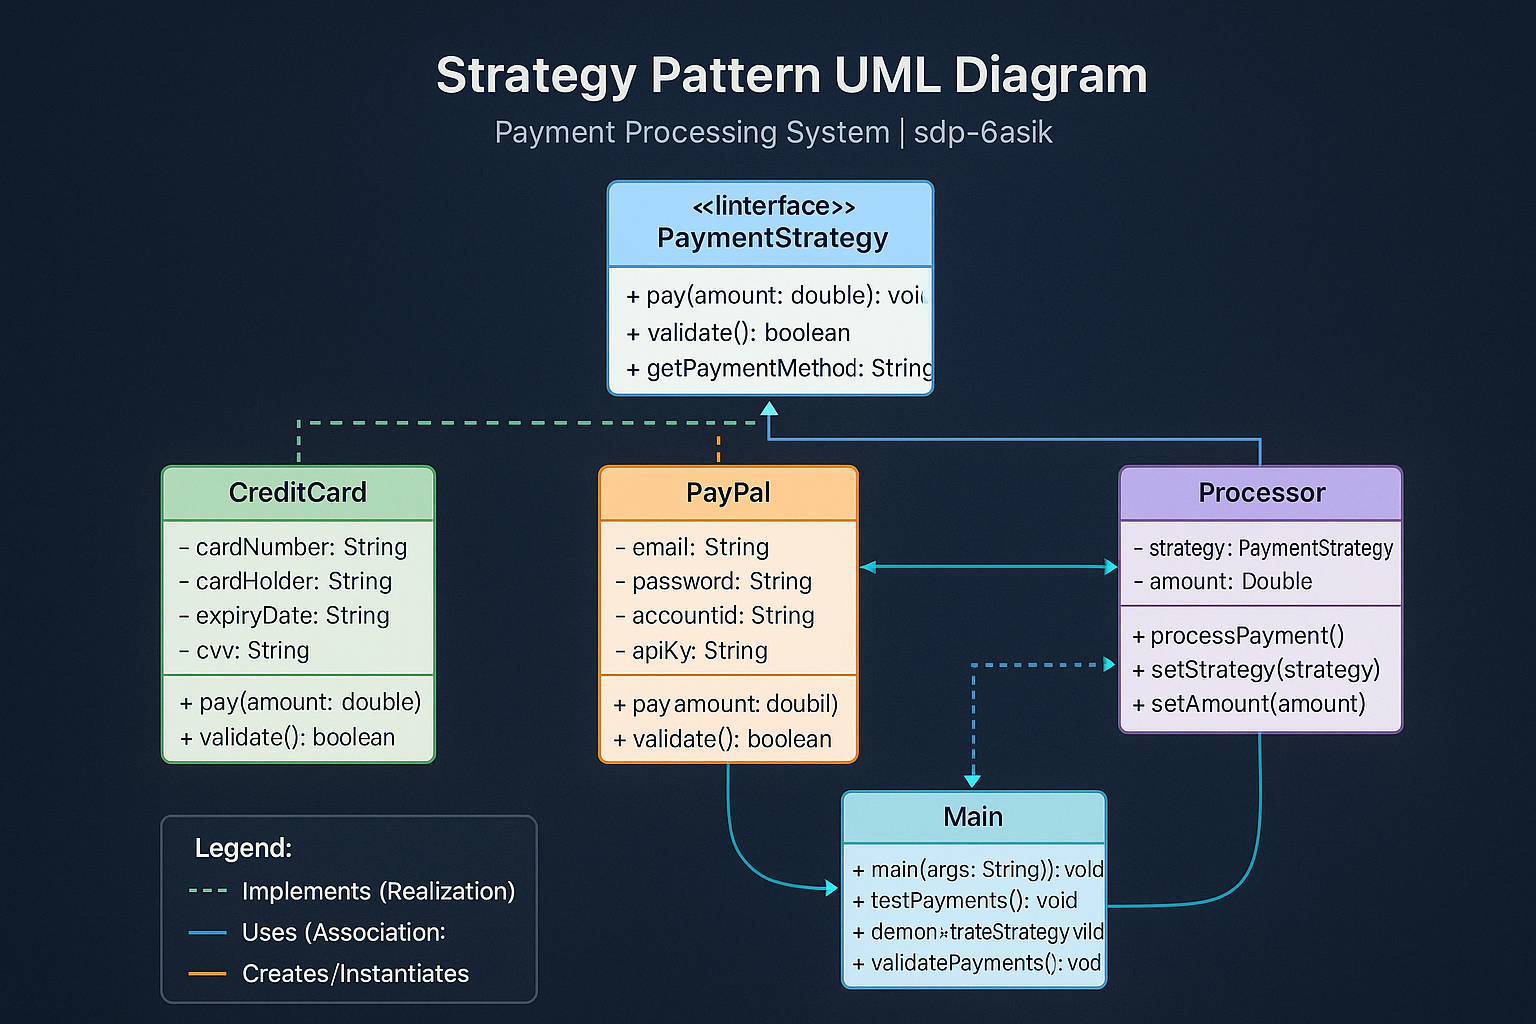 Strategy Pattern UML Diagram
Payment Processing System | sdp-6asik
<<linterface>>
PaymentStrategy
+ pay(amount: double): voi
+ validate(): boolean
+ getPaymentMethod: String
CreditCard
- cardNumber: String
- cardHolder: String
- expiryDate: String
- cvv: String
+ pay(amount: double)
+ validate(): boolean
PayPal
- email: String
- password: String
- accountid: String
- apiKy: String
+ pay amount: doubil)
+ validate(): boolean
Processor
- strategy: PaymentStrategy
- amount: Double
+ processPayment()
+ setStrategy(strategy)
+ setAmount(amount)
Main
+ main(args: String)): vold
+ testPayments(): void
+ demon trateStrategy vild
+ validatePayments(): vod
Legend:
Implements (Realization)
Uses (Association:
Creates/Instantiates